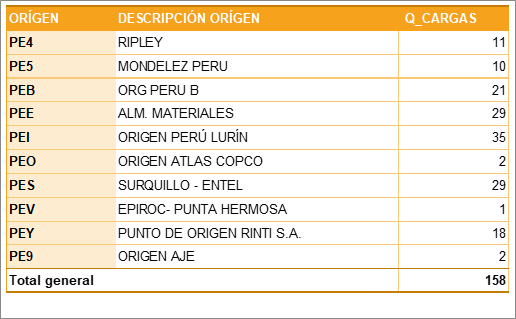 ORÍGEN DESCRIPCIÓN ORÍGEN Q_CARGAS
PE4 RIPLEY 11
PE5 MONDELEZ PERU 10
PEB ORG PERU B 21
PEE ALM. MATERIALES 29
PEI ORIGEN PERÚ LURÍN 35
PEO ORIGEN ATLAS COPCO 2
PES SURQUILLO - ENTEL 29
PEV EPIROC- PUNTA HERMOSA 1
PEY PUNTO DE ORIGEN RINTI S.A. 18
PE9 ORIGEN AJE 2
Total general 158